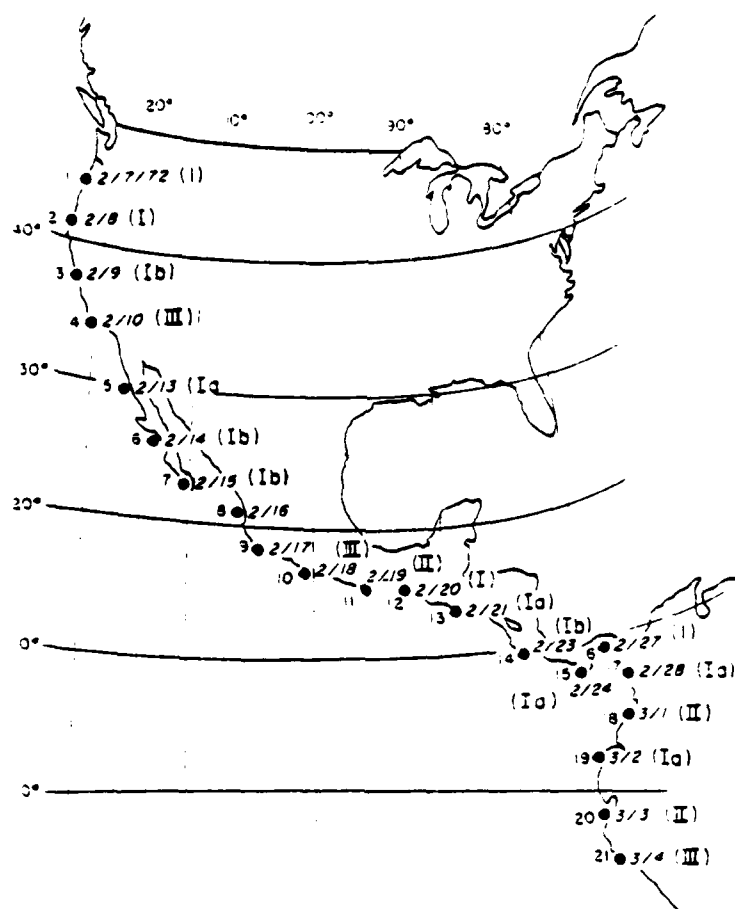 20° 10° 90° 80°
1 2/7/72 (I)
2 2/8 (I)
40°
3 2/9 (Ib)
4 2/10 (III)
30°
5 2/13 (Ia
6 2/14 (Ib)
7 2/15 (Ib)
20°
8 2/16
9 2/17 (III)
10 2/18 (II)
11 2/19
12 2/20 (I)
13 2/21 (Ia)
0°
14 2/23 (Ib)
15 2/24 (Ia)
6 2/27 (I)
7 2/28 (Ia)
8 3/1 (II)
19 3/2 (Ia)
0°
20 3/3 (II)
21 3/4 (III)